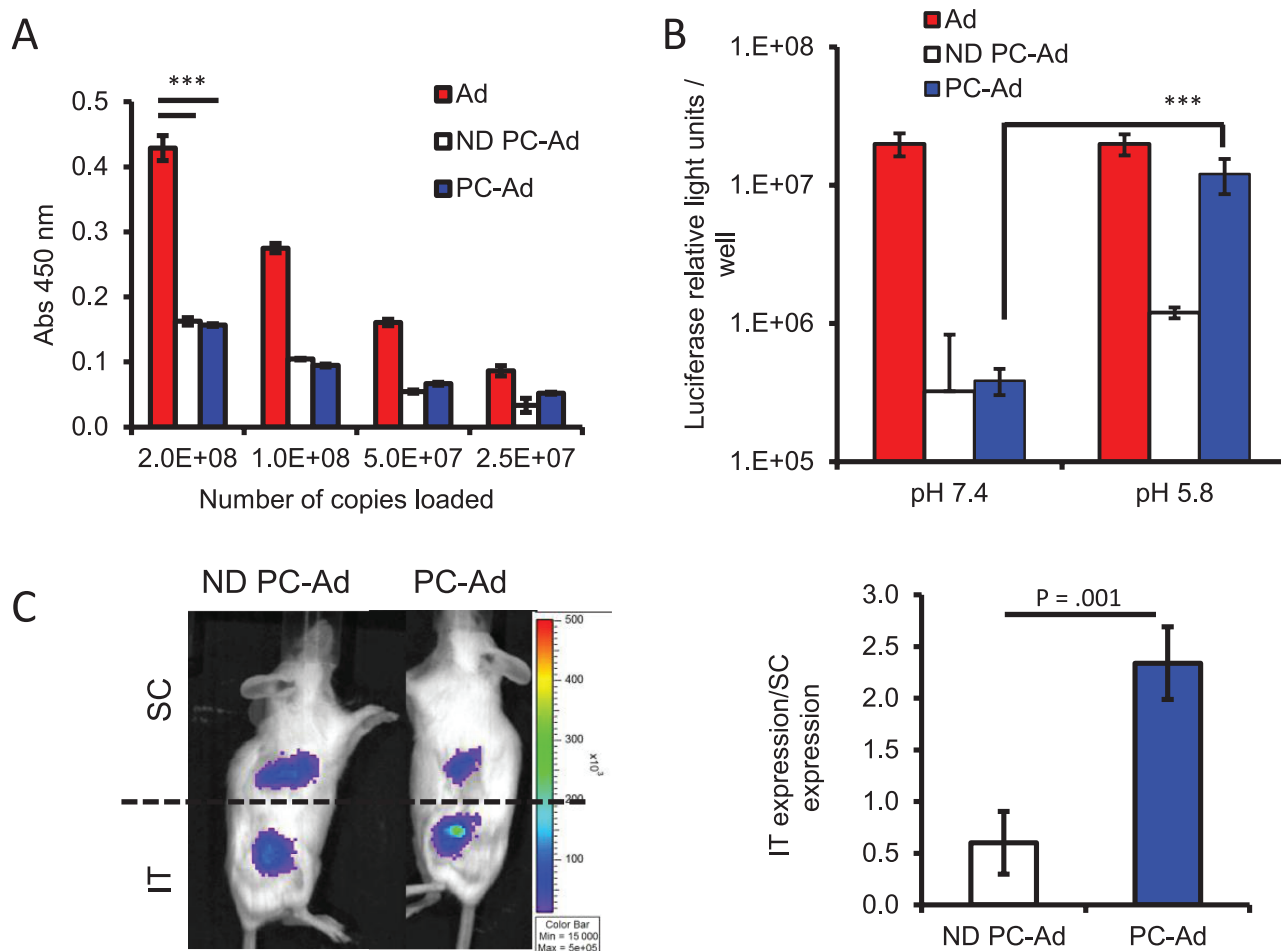 A
***
Ad
ND PC-Ad
PC-Ad
Abs 450 nm
0.5
0.4
0.3
0.2
0.1
0.0
2.0E+08 1.0E+08 5.0E+07 2.5E+07
Number of copies loaded
B
Ad
ND PC-Ad
PC-Ad
***
Luciferase relative light units /
well
1.E+08
1.E+07
1.E+06
1.E+05
pH 7.4 pH 5.8
C
ND PC-Ad PC-Ad
SC
IT
500
400
300
200
100
x10³
Color Bar
Min = 15 000
Max = 5e+05
P = .001
IT expression/SC
expression
3.0
2.5
2.0
1.5
1.0
0.5
0.0
ND PC-Ad PC-Ad